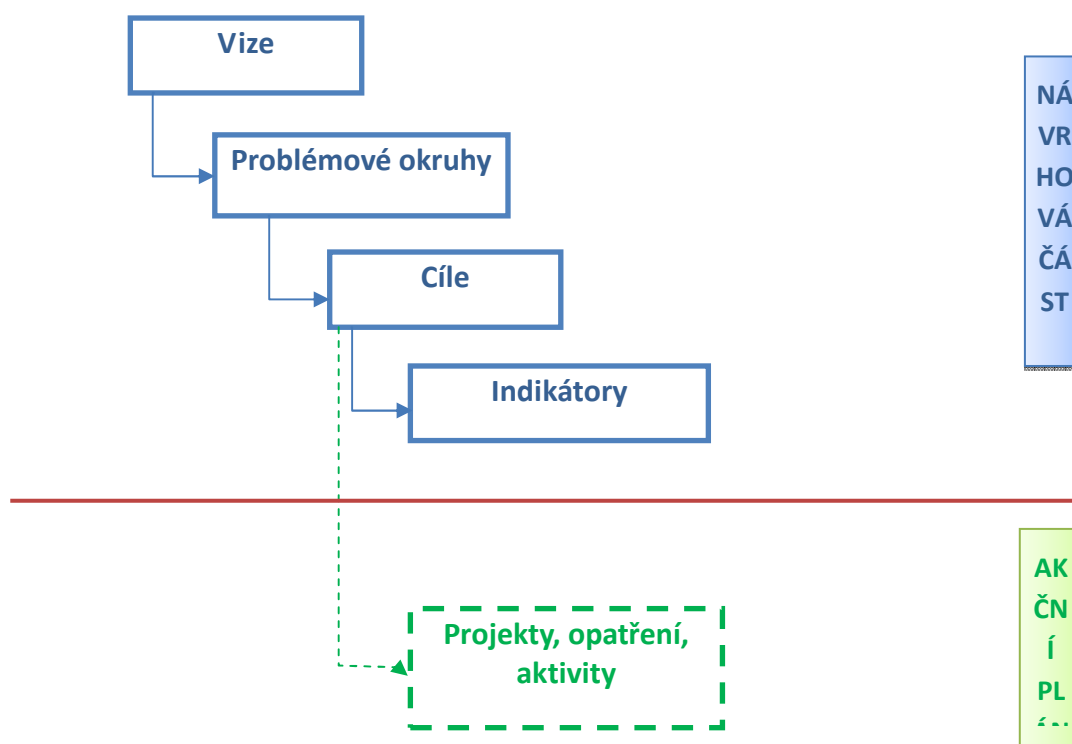 Vize
Problémové okruhy
Cíle
Indikátory
NÁ
VR
HO
VÁ
ČÁ
ST
Projekty, opatření,
aktivity
AK
ČN
Í
PL